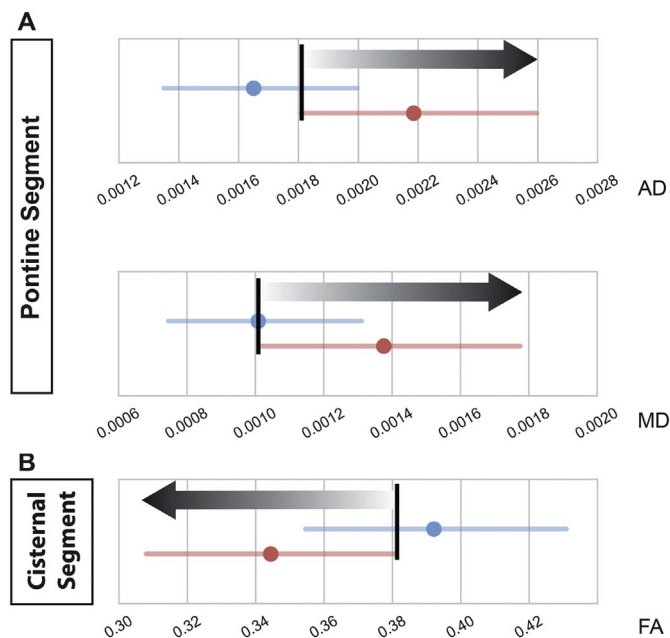 A
Pontine Segment
0.0012 0.0014 0.0016 0.0018 0.0020 0.0022 0.0024 0.0026 0.0028 AD
0.0006 0.0008 0.0010 0.0012 0.0014 0.0016 0.0018 0.0020 MD
B
Cisternal
Segment
0.30 0.32 0.34 0.36 0.38 0.40 0.42 FA